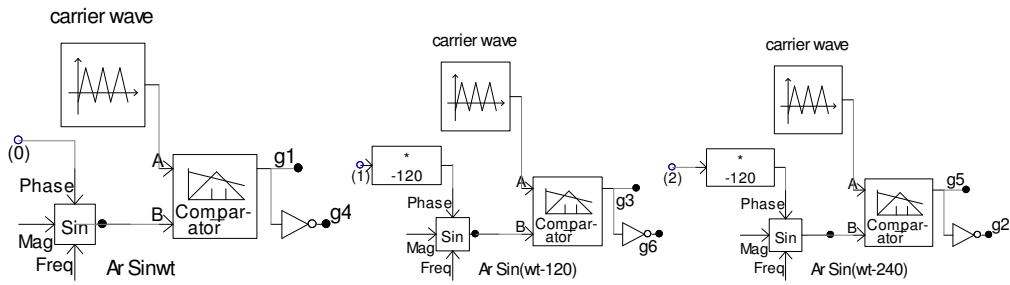 carrier wave
(0)
Phase
Mag
Sin
Freq
A
B
Compar-
ator
g1
g4
Ar Sinwt
carrier wave
(1)
*
-120
Phase
Mag
Sin
Freq
A
B
Compar-
ator
g3
g6
Ar Sin(wt-120)
carrier wave
(2)
*
-120
Phase
Mag
Sin
Freq
A
B
Compar-
ator
g5
g2
Ar Sin(wt-240)